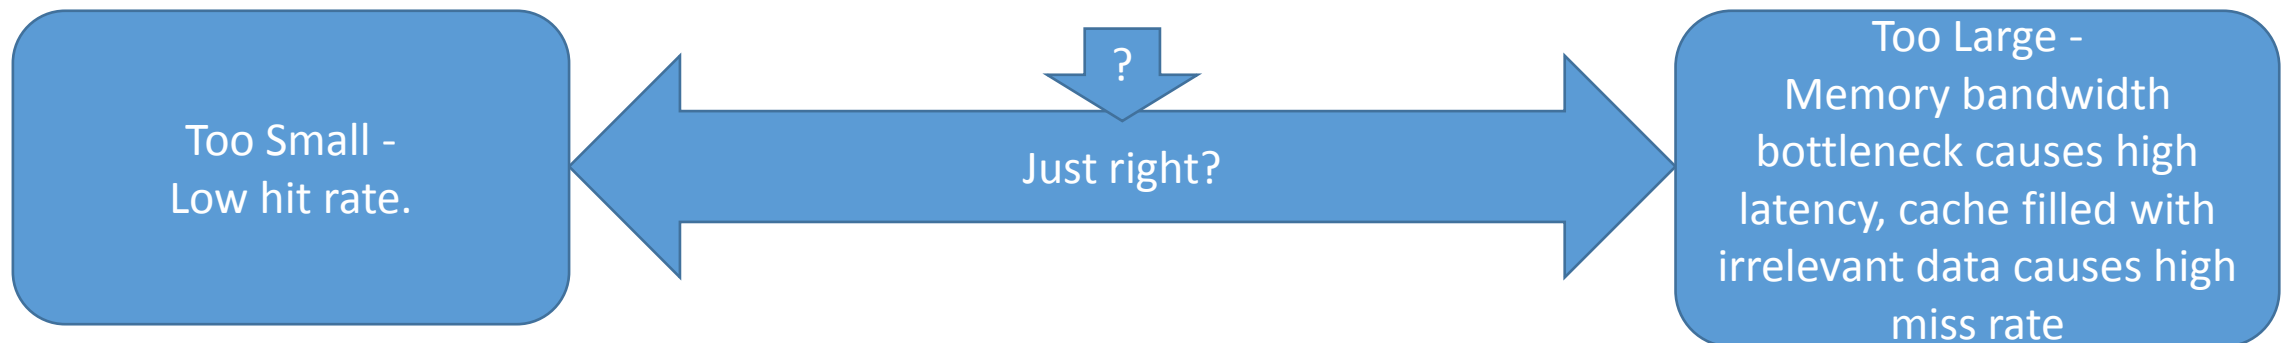 Too Small -
Low hit rate.
?
Just right?
Too Large -
Memory bandwidth
bottleneck causes high
latency, cache filled with
irrelevant data causes high
miss rate